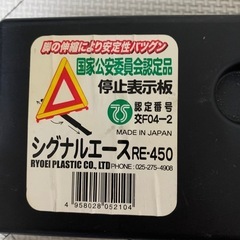 脚の伸縮により安定性バツグン
国家公安委員会認定品
停止表示板
認定番号
交F04-2
MADE IN JAPAN
シグナルエース RE-450
RYOEI PLASTIC CO., LTD PHONE: 025-275-4908
4 958028 052104